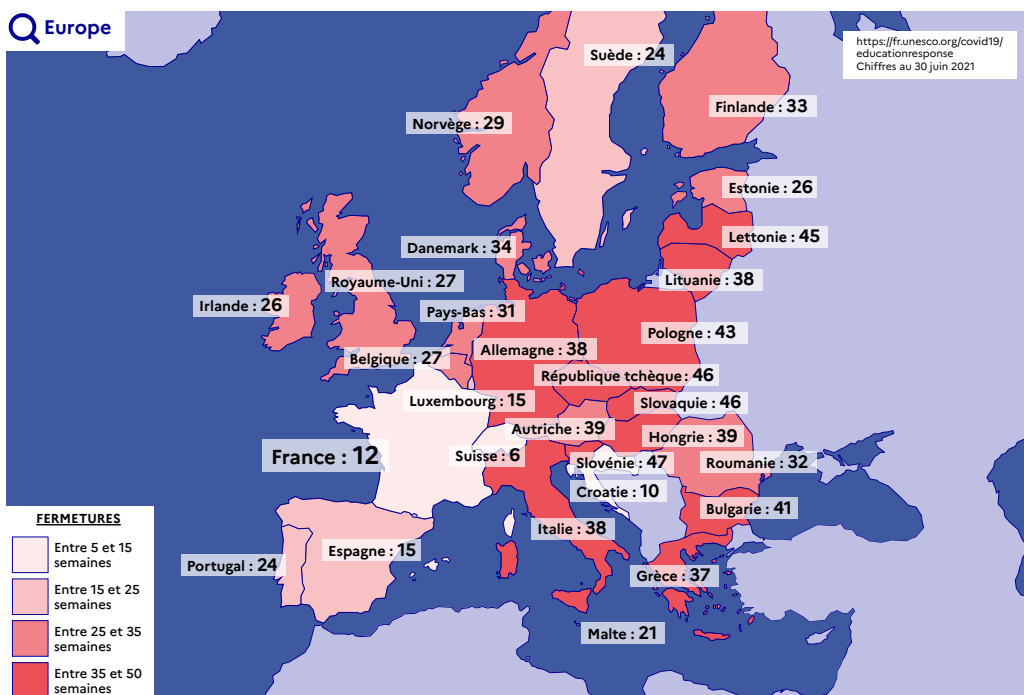 Europe
https://fr.unesco.org/covid19/
educationresponse
Chiffres au 30 juin 2021
Suède : 24
Finlande : 33
Norvège : 29
Estonie : 26
Lettonie : 45
Danemark : 34
Lituanie : 38
Royaume-Uni : 27
Irlande : 26
Pays-Bas : 31
Pologne : 43
Allemagne : 38
Belgique : 27
République tchèque : 46
Luxembourg : 15
Slovaquie : 46
Autriche : 39
Hongrie : 39
France : 12
Suisse : 6
Slovénie : 47
Roumanie : 32
Croatie : 10
Bulgarie : 41
Italie : 38
Espagne : 15
Portugal : 24
Grèce : 37
Malte : 21
FERMETURES
Entre 5 et 15
semaines
Entre 15 et 25
semaines
Entre 25 et 35
semaines
Entre 35 et 50
semaines